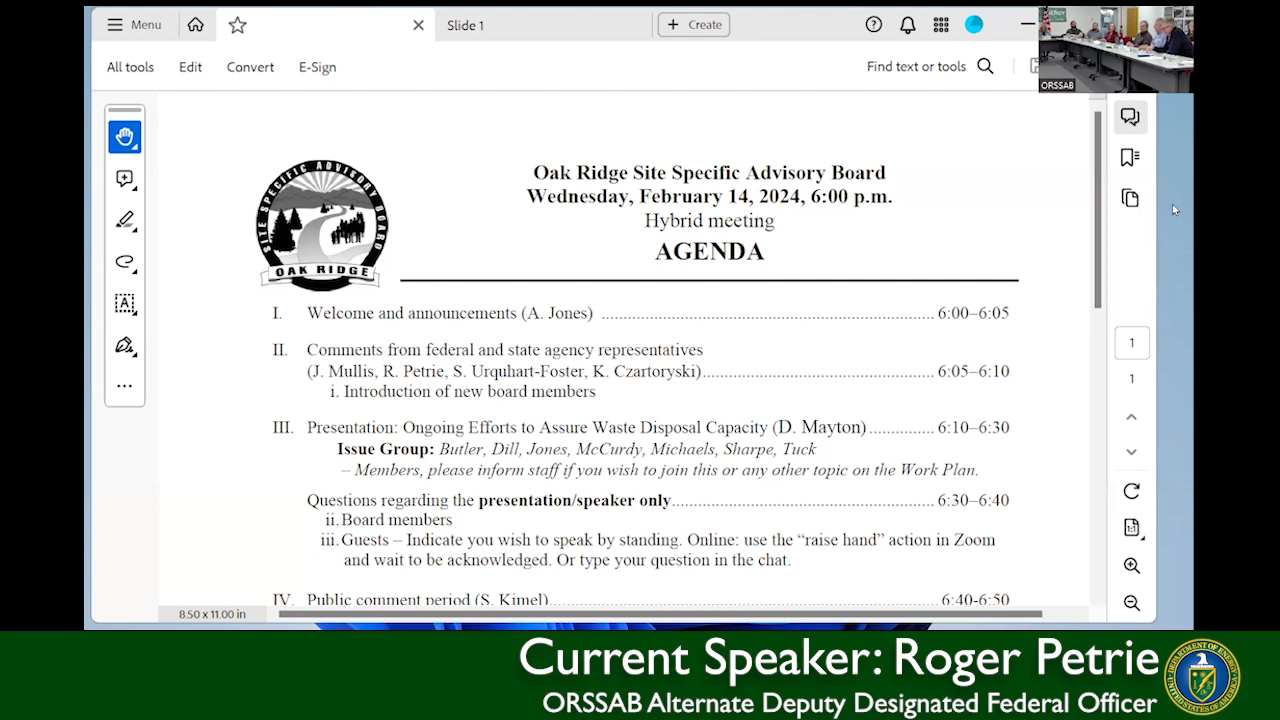 Menu
Slide 1
Create
All tools
Edit
Convert
E-Sign
Find text or tools
ORSSAB
SITE SPECIFIC ADVISORY BOARD
OAK RIDGE
Oak Ridge Site Specific Advisory Board
Wednesday, February 14, 2024, 6:00 p.m.
Hybrid meeting
AGENDA
I. Welcome and announcements (A. Jones) ........ 6:00–6:05
II. Comments from federal and state agency representatives
(J. Mullis, R. Petrie, S. Urquhart-Foster, K. Czartoryski)........ 6:05–6:10
i. Introduction of new board members
III. Presentation: Ongoing Efforts to Assure Waste Disposal Capacity (D. Mayton) ........ 6:10–6:30
Issue Group: Butler, Dill, Jones, McCurdy, Michaels, Sharpe, Tuck
– Members, please inform staff if you wish to join this or any other topic on the Work Plan.
Questions regarding the presentation/speaker only........ 6:30–6:40
ii. Board members
iii. Guests – Indicate you wish to speak by standing. Online: use the “raise hand” action in Zoom
and wait to be acknowledged. Or type your question in the chat.
IV. Public comment period (S. Kimel)........ 6:40-6:50
1
1
8.50 x 11.00 in
Current Speaker: Roger Petrie
ORSSAB Alternate Deputy Designated Federal Officer
DEPARTMENT OF ENERGY
UNITED STATES OF AMERICA